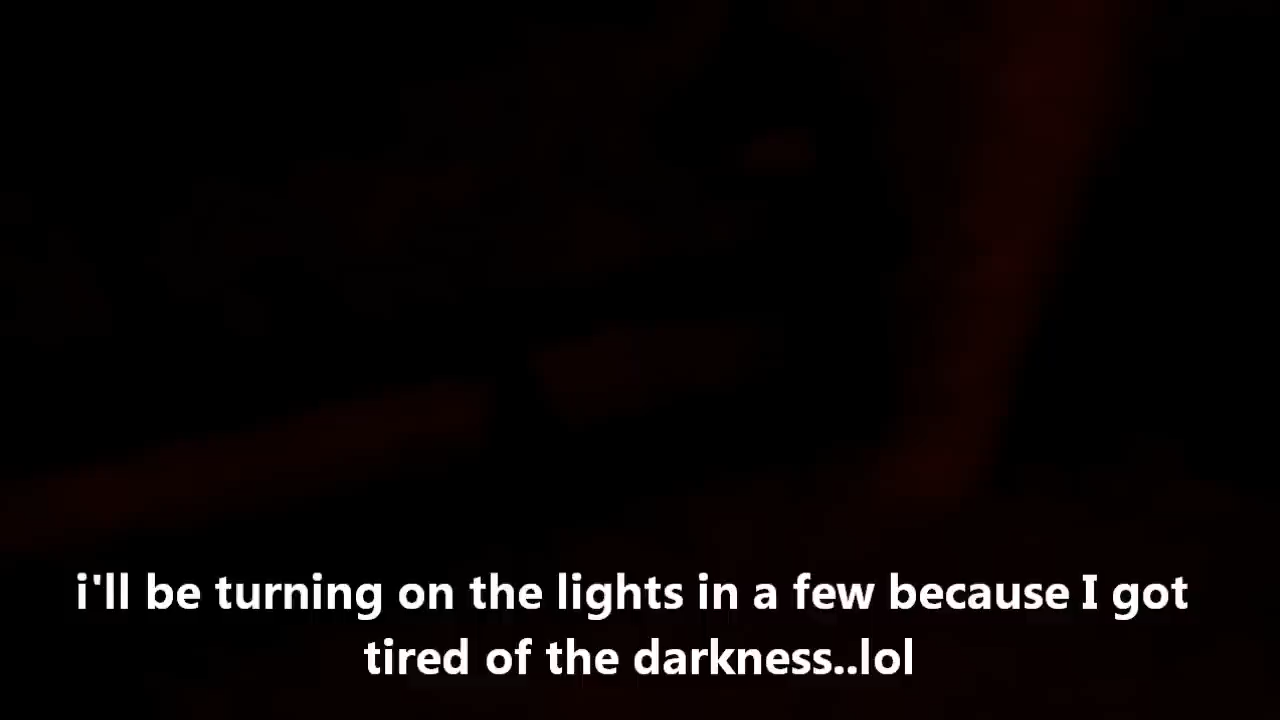 i'll be turning on the lights in a few because I got
tired of the darkness..lol